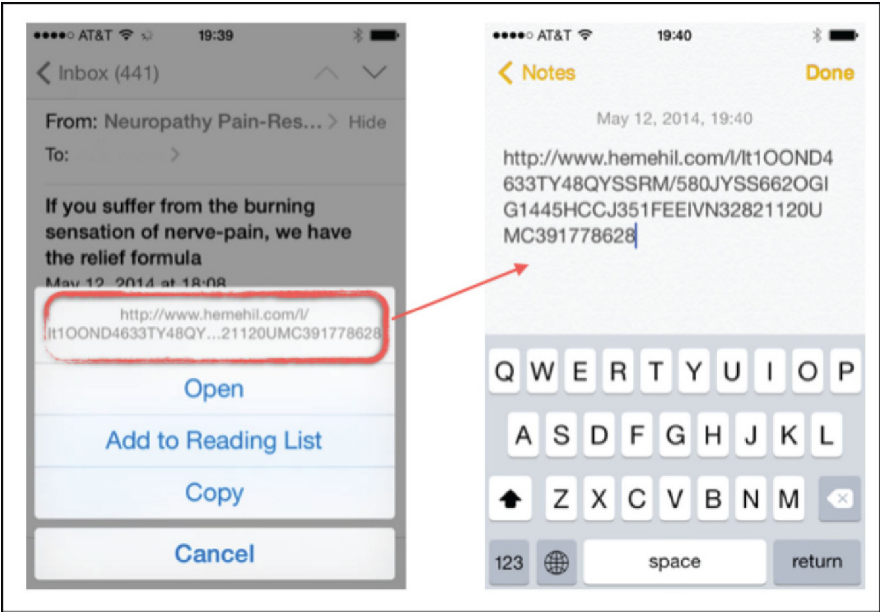 AT&T 19:39
Inbox (441)
From: Neuropathy Pain-Res... Hide
To:
If you suffer from the burning
sensation of nerve-pain, we have
the relief formula
May 12, 2014 at 18:08
http://www.hemehil.com/l/
It1OOND4633TY48QY...21120UMC391778628
Open
Add to Reading List
Copy
Cancel
AT&T 19:40
Notes Done
May 12, 2014, 19:40
http://www.hemehil.com/l/It1OOND4
633TY48QYSSRM/580JYSS662OGI
G1445HCCJ351FEEIVN32821120U
MC391778628
Q W E R T Y U I O P
A S D F G H J K L
Z X C V B N M
123 space return